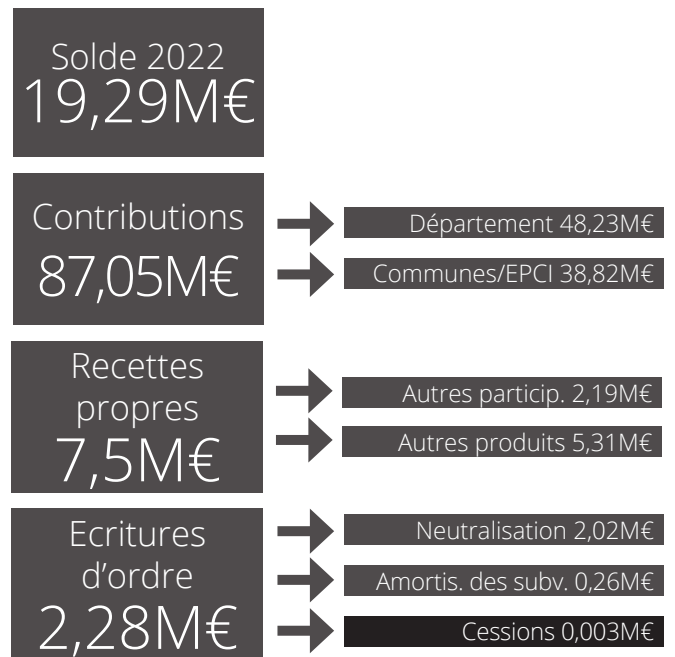 Solde 2022
19,29M€
Contributions
87,05M€
Département 48,23M€
Communes/EPCI 38,82M€
Recettes
propres
7,5M€
Autres particip. 2,19M€
Autres produits 5,31M€
Ecritures
d’ordre
2,28M€
Neutralisation 2,02M€
Amortis. des subv. 0,26M€
Cessions 0,003M€